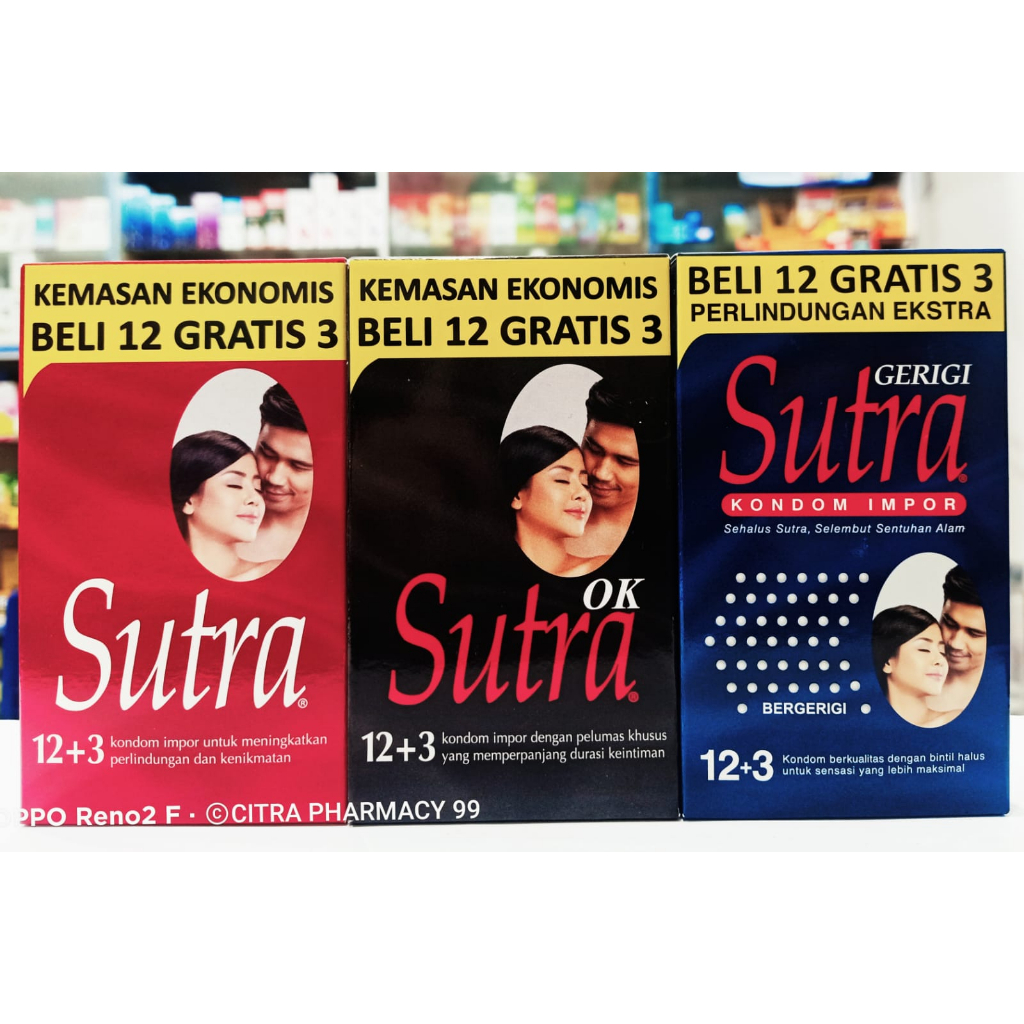 KEMASAN EKONOMIS
BELI 12 GRATIS 3
Sutra®
12+3 kondom impor untuk meningkatkan
perlindungan dan kenikmatan
KEMASAN EKONOMIS
BELI 12 GRATIS 3
OK
Sutra®
12+3 kondom impor dengan pelumas khusus
yang memperpanjang durasi keintiman
BELI 12 GRATIS 3
PERLINDUNGAN EKSTRA
GERIGI
Sutra®
KONDOM IMPOR
Sehalus Sutra, Selembut Sentuhan Alam
BERGERIGI
12+3 Kondom berkualitas dengan bintil halus
untuk sensasi yang lebih maksimal
OPPO Reno2 F · ©CITRA PHARMACY 99